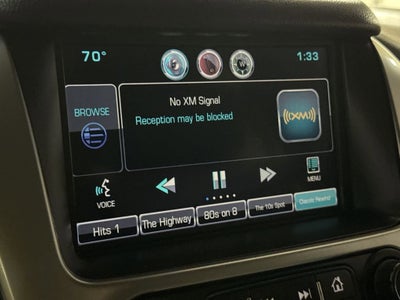 70°
1:33
No XM Signal
Reception may be blocked
BROWSE
((XM))
VOICE
MENU
Hits 1
The Highway
80s on 8
The 10s Spot
Classic Rewind